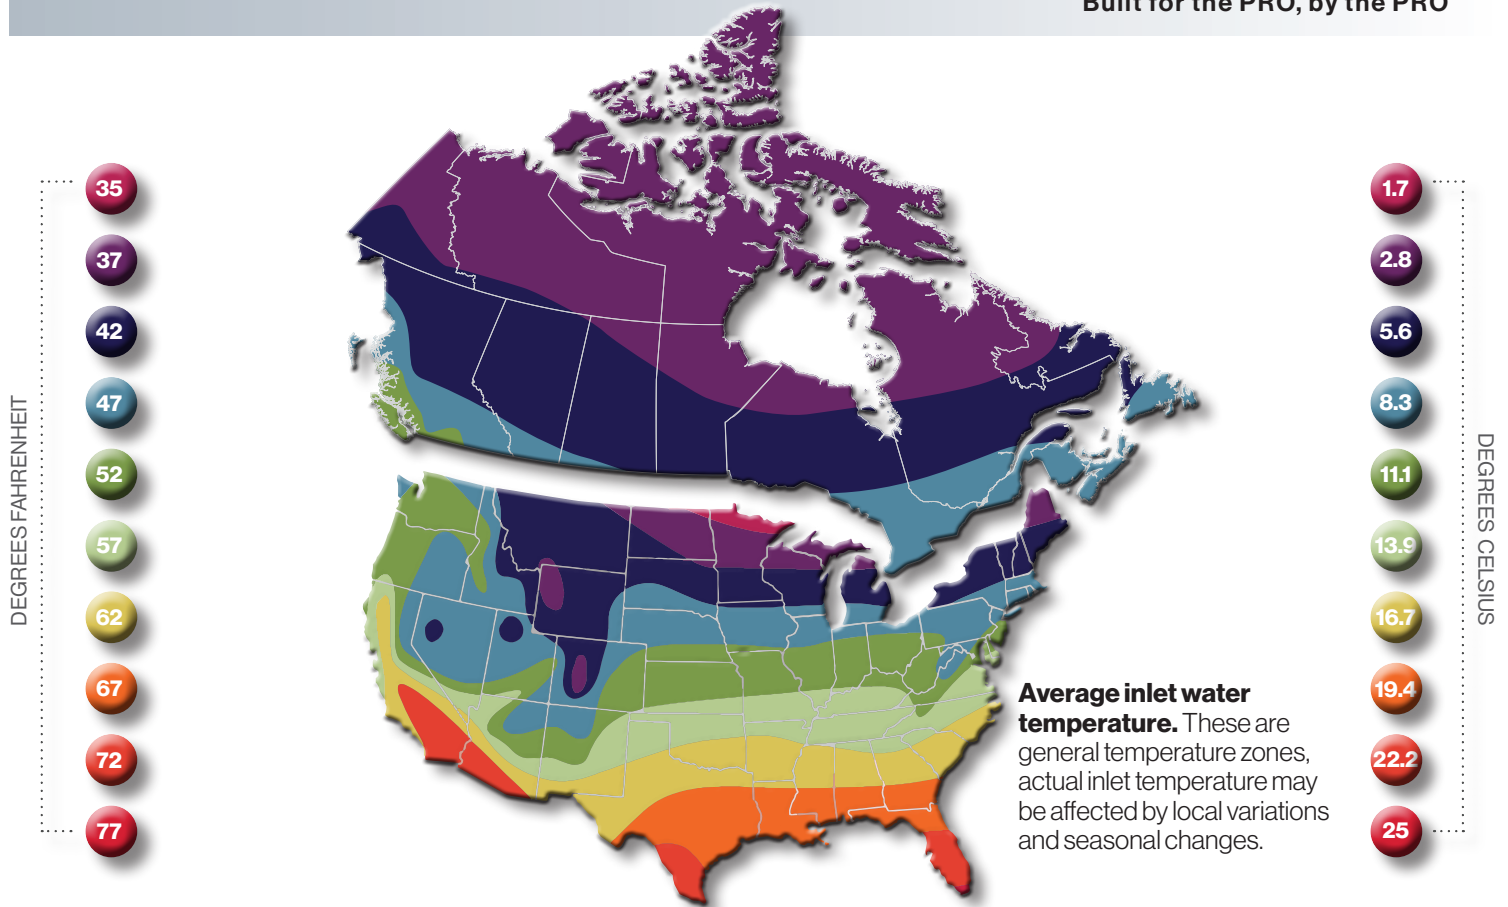 Built for the PRO, by the PRO
DEGREES FAHRENHEIT
35
37
42
47
52
57
62
67
72
77
1.7
2.8
5.6
8.3
11.1
13.9
16.7
19.4
22.2
25
DEGREES CELSIUS
Average inlet water
temperature. These are
general temperature zones,
actual inlet temperature may
be affected by local variations
and seasonal changes.